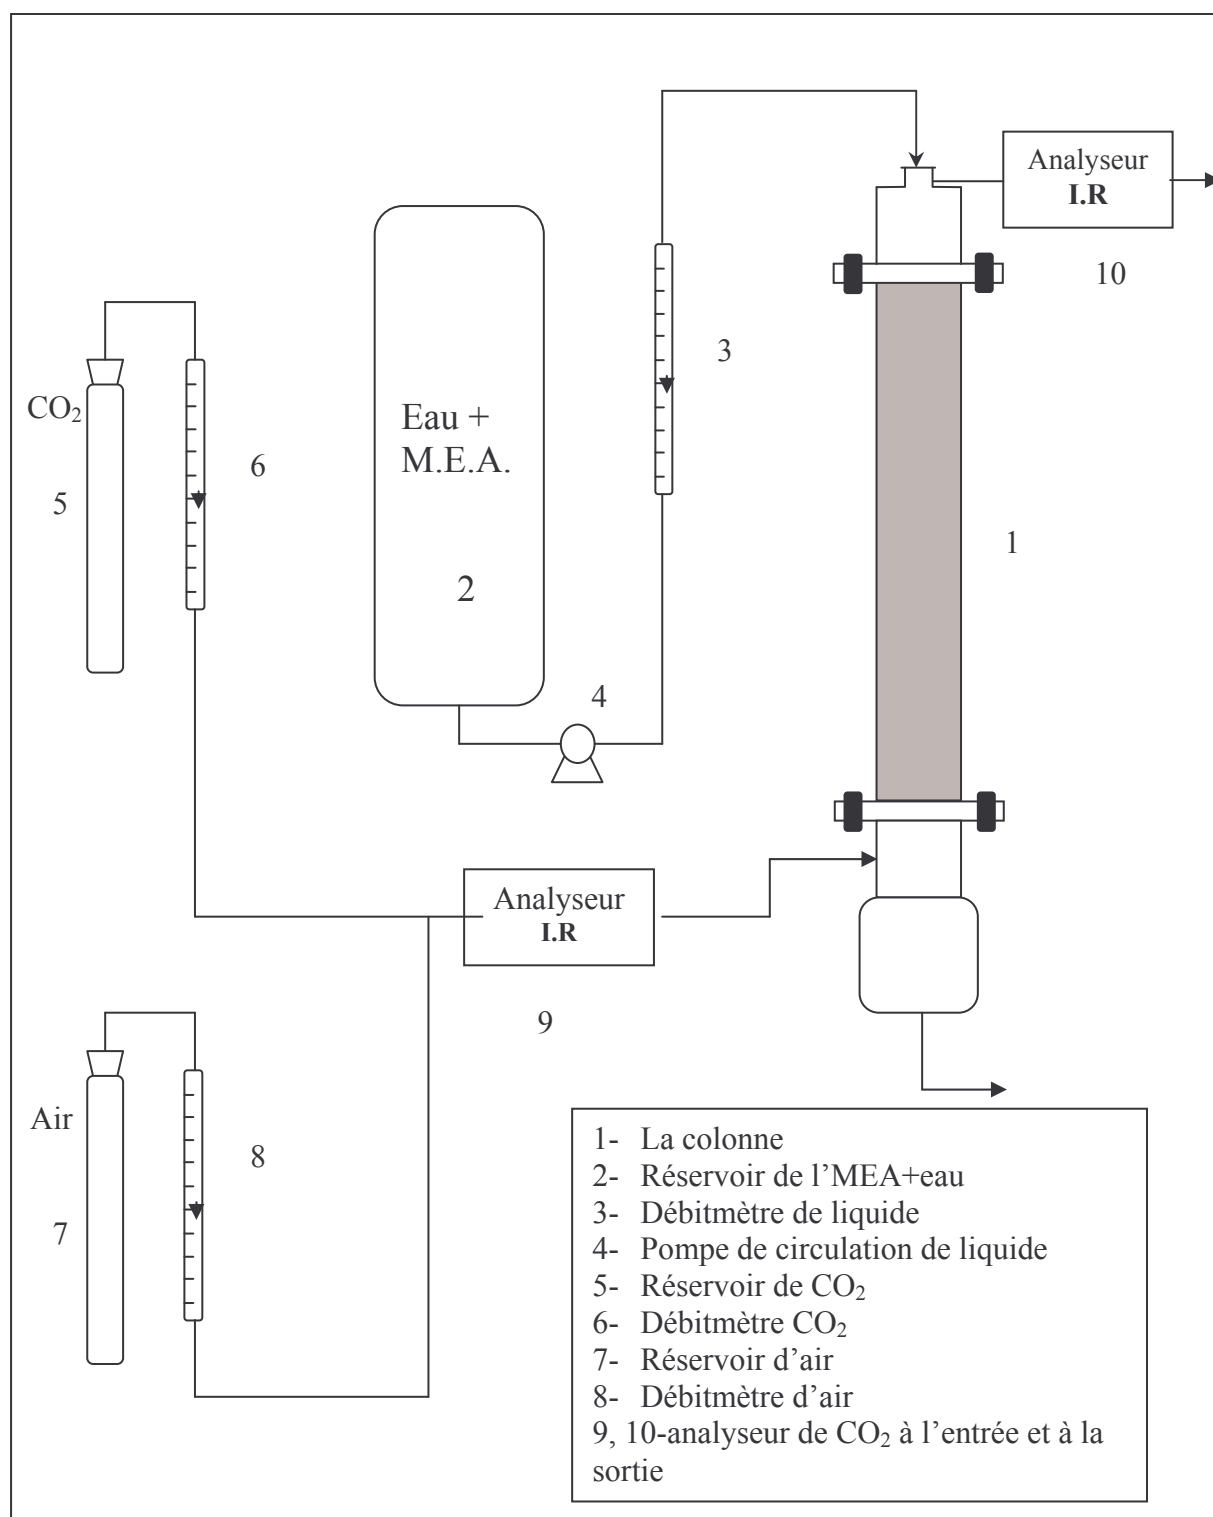 Analyseur
I.R
10
3
CO₂
Eau +
M.E.A.
6
5
1
2
4
Analyseur
I.R
9
Air
8
7
1- La colonne
2- Réservoir de l’MEA+eau
3- Débitmètre de liquide
4- Pompe de circulation de liquide
5- Réservoir de CO₂
6- Débitmètre CO₂
7- Réservoir d’air
8- Débitmètre d’air
9, 10-analyseur de CO₂ à l’entrée et à la
sortie